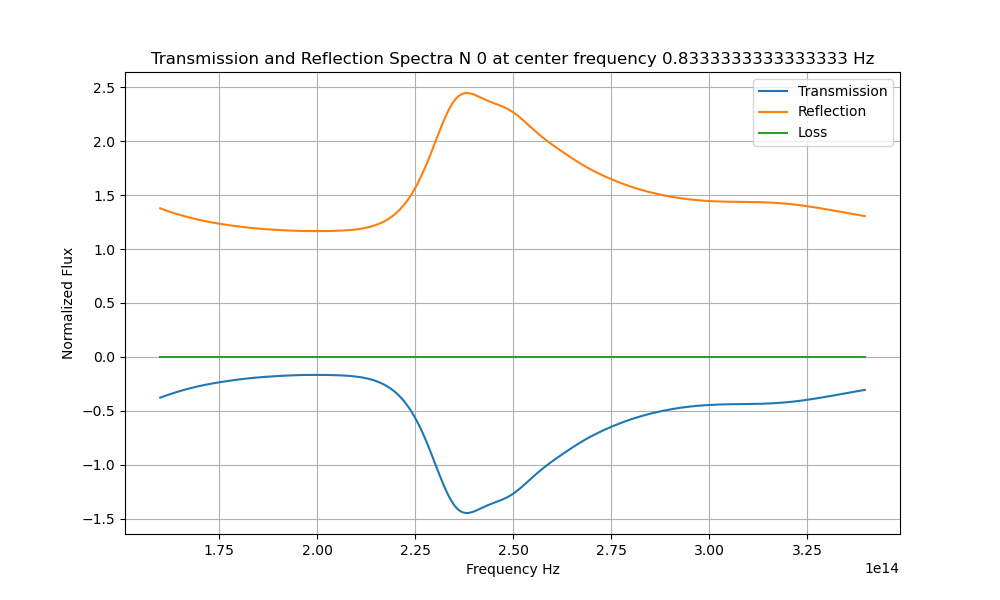 Transmission and Reflection Spectra N 0 at center frequency 0.8333333333333333 Hz
Transmission
Reflection
Loss
Normalized Flux
2.5
2.0
1.5
1.0
0.5
0.0
−0.5
−1.0
−1.5
1.75 2.00 2.25 2.50 2.75 3.00 3.25
1e14
Frequency Hz